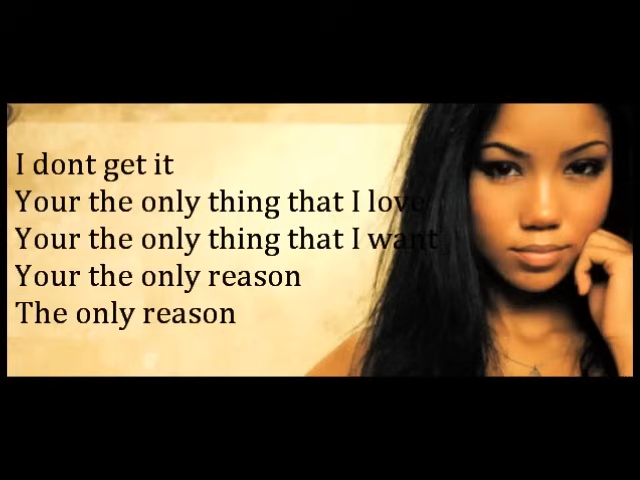 I dont get it
Your the only thing that I love
Your the only thing that I want
Your the only reason
The only reason